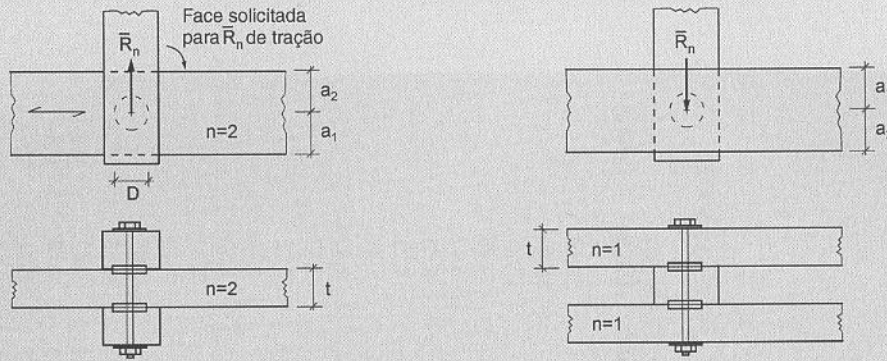 Face solicitada
para R̅n de tração
R̅n
a2
n=2
a1
D
n=2
t
R̅n
a
a
t
n=1
n=1